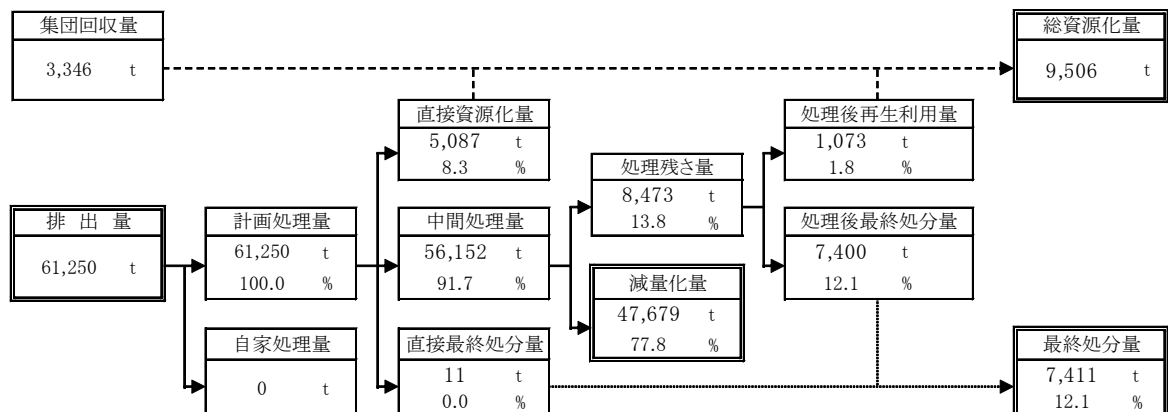 集団回収量
3,346 t
総資源化量
9,506 t
直接資源化量
5,087 t
8.3 %
処理後再生利用量
1,073 t
1.8 %
処理残さ量
8,473 t
13.8 %
排 出 量
61,250 t
計画処理量
61,250 t
100.0 %
中間処理量
56,152 t
91.7 %
処理後最終処分量
7,400 t
12.1 %
減量化量
47,679 t
77.8 %
自家処理量
0 t
直接最終処分量
11 t
0.0 %
最終処分量
7,411 t
12.1 %